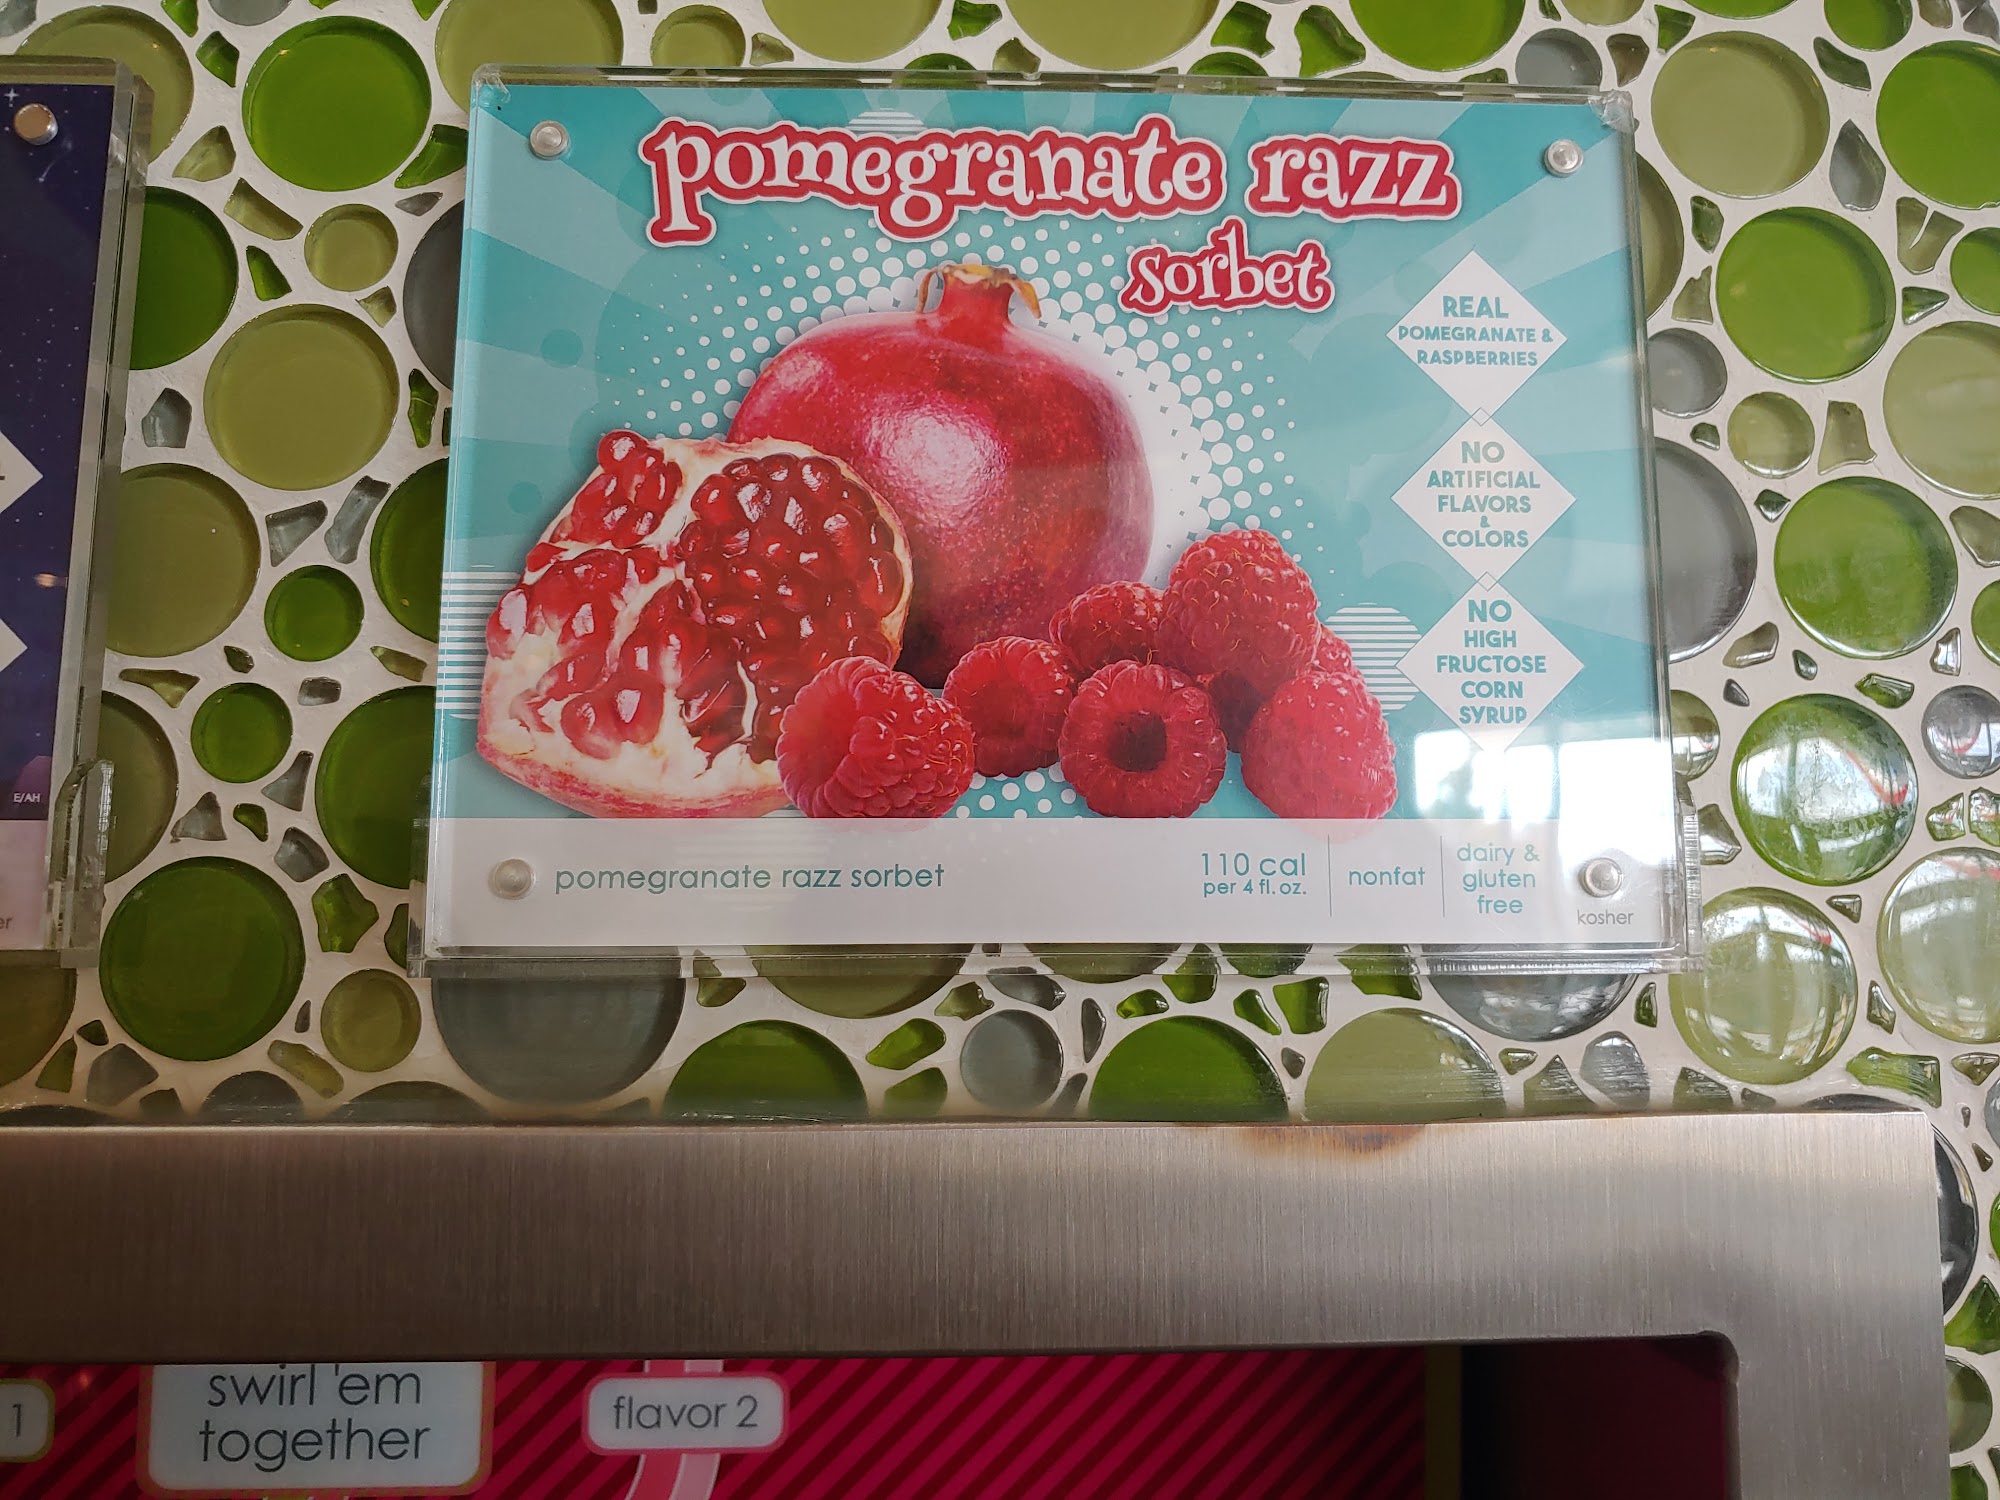 pomegranate razz
sorbet
REAL
POMEGRANATE &
RASPBERRIES
NO
ARTIFICIAL
FLAVORS
&
COLORS
NO
HIGH
FRUCTOSE
CORN
SYRUP
pomegranate razz sorbet
110 cal
per 4 fl. oz.
nonfat
dairy &
gluten
free
kosher
E/AH
1
swirl 'em
together
flavor 2